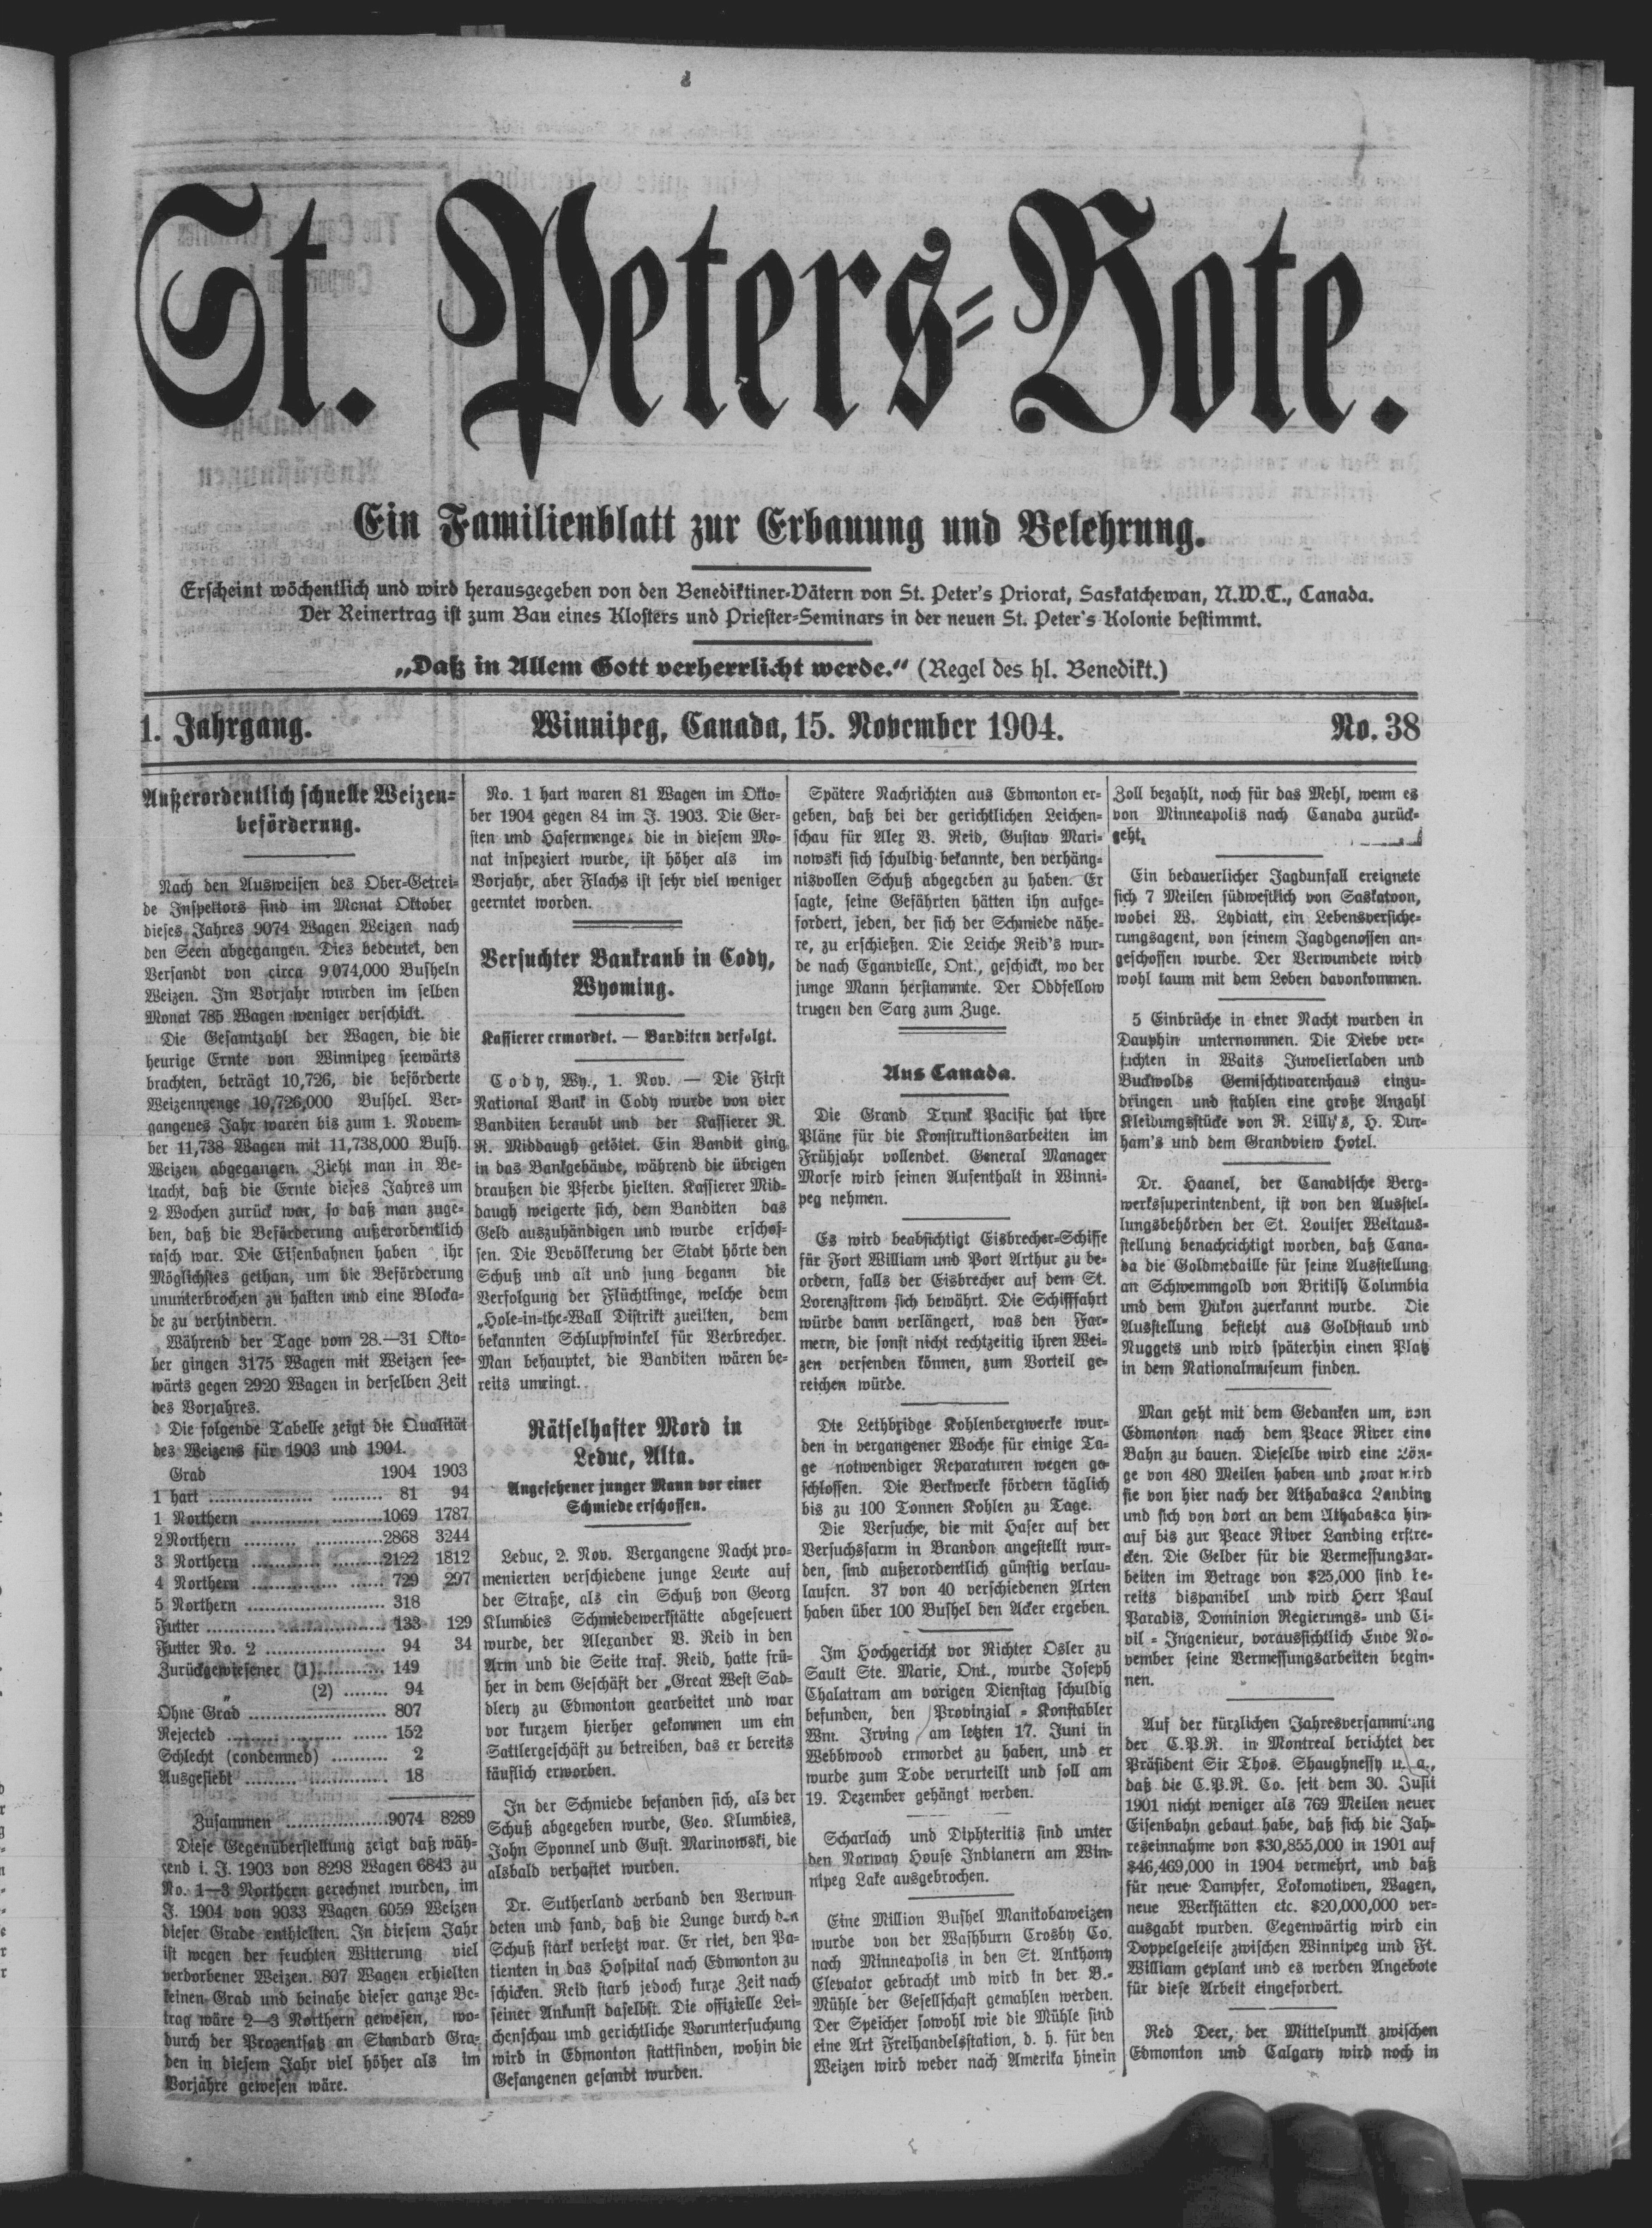 St. Peters=Bote.
Ein Familienblatt zur Erbauung und Belehrung.
Erscheint wöchentlich und wird herausgegeben von den Benediktiner-Vätern von St. Peter's Priorat, Saskatchewan, N.W.T., Canada.
Der Reinertrag ist zum Bau eines Klosters und Priester-Seminars in der neuen St. Peter's Kolonie bestimmt.
„Daß in Allem Gott verherrlicht werde." (Regel des hl. Benedikt.)
1. Jahrgang. Winnipeg, Canada, 15. November 1904. No. 38
Außerordentlich schnelle Weizen=
beförderung.
Nach den Ausweisen des Ober=Getrei=
de Inspektors sind im Monat Oktober
dieses Jahres 9074 Wagen Weizen nach
den Seen abgegangen. Dies bedeutet, den
Versandt von circa 9,074,000 Busheln
Weizen. Im Vorjahr wurden im selben
Monat 785 Wagen weniger verschickt.
Die Gesamtzahl der Wagen, die die
heurige Ernte von Winnipeg seewärts
brachten, beträgt 10,726, die beförderte
Weizenmenge 10,726,000 Bushel. Ver=
gangenes Jahr waren bis zum 1. Novem=
ber 11,738 Wagen mit 11,738,000 Bush.
Weizen abgegangen. Zieht man in Be=
tracht, daß die Ernte dieses Jahres um
2 Wochen zurück war, so daß man zuge=
ben, daß die Beförderung außerordentlich
rasch war. Die Eisenbahnen haben ihr
Möglichstes gethan, um die Beförderung
ununterbrochen zu halten und eine Blocka=
de zu verhindern.
Während der Tage vom 28.—31 Okto=
ber gingen 3175 Wagen mit Weizen see=
wärts gegen 2920 Wagen in derselben Zeit
des Vorjahres.
Die folgende Tabelle zeigt die Qualität
des Weizens für 1903 und 1904.
Grad 1904 1903
1 hart 81 94
1 Northern 1069 1787
2 Northern 2868 3244
3 Northern 2122 1812
4 Northern 729 297
5 Northern 318
Futter 133 129
Futter No. 2 94 34
Zurückgewiesener (1) 149
„ (2) 94
Ohne Grad 807
Rejected 152
Schlecht (condemned) 2
Ausgesiebt 18
Zusammen 9074 8289
Diese Gegenüberstellung zeigt daß wäh=
rend i. J. 1903 von 8298 Wagen 6843 zu
No. 1—3 Northern gerechnet wurden, im
J. 1904 von 9033 Wagen 6059 Weizen
dieser Grade enthielten. In diesem Jahr
ist wegen der feuchten Witterung viel
verdorbener Weizen. 807 Wagen erhielten
keinen Grad und beinahe dieser ganze Be=
trag wäre 2—3 Northern gewesen, wo=
durch der Prozentsatz an Standard Gra=
den in diesem Jahr viel höher als im
Vorjahre gewesen wäre.
No. 1 hart waren 81 Wagen im Okto=
ber 1904 gegen 84 im J. 1903. Die Ger=
sten und Hafermenge, die in diesem Mo=
nat inspeziert wurde, ist höher als im
Vorjahr, aber Flachs ist sehr viel weniger
geerntet worden.
Versuchter Bankraub in Cody,
Wyoming.
Kassierer ermordet. — Banditen verfolgt.
Cody, Wy., 1. Nov. — Die First
National Bank in Cody wurde von vier
Banditen beraubt und der Kassierer R.
R. Middaugh getötet. Ein Bandit ging
in das Bankgebäude, während die übrigen
draußen die Pferde hielten. Kassierer Mid=
daugh weigerte sich, dem Banditen das
Geld auszuhändigen und wurde erschos=
sen. Die Bevölkerung der Stadt hörte den
Schuß und alt und jung begann die
Verfolgung der Flüchtlinge, welche dem
„Hole-in-the-Wall Distrikt zueilten, dem
bekannten Schlupfwinkel für Verbrecher.
Man behauptet, die Banditen wären be=
reits umringt.
Rätselhafter Mord in
Leduc, Alta.
Angesehener junger Mann vor einer
Schmiede erschossen.
Leduc, 2. Nov. Vergangene Nacht pro=
menierten verschiedene junge Leute auf
der Straße, als ein Schuß von Georg
Klumbies Schmiedewerkstätte abgefeuert
wurde, der Alexander B. Reid in den
Arm und die Seite traf. Reid, hatte frü=
her in dem Geschäft der „Great West Sad=
dlery zu Edmonton gearbeitet und war
vor kurzem hierher gekommen um ein
Sattlergeschäft zu betreiben, das er bereits
käuflich erworben.
In der Schmiede befanden sich, als der
Schuß abgegeben wurde, Geo. Klumbies,
John Sponnel und Gust. Marinowski, die
alsbald verhaftet wurden.
Dr. Sutherland verband den Verwun
deten und fand, daß die Lunge durch den
Schuß stark verletzt war. Er riet, den Pa=
tienten in das Hospital nach Edmonton zu
schicken. Reid starb jedoch kurze Zeit nach
seiner Ankunft daselbst. Die offizielle Lei=
chenschau und gerichtliche Voruntersuchung
wird in Edmonton stattfinden, wohin die
Gefangenen gesandt wurden.
Spätere Nachrichten aus Edmonton er=
geben, daß bei der gerichtlichen Leichen=
schau für Alex B. Reid, Gustav Mari=
nowski sich schuldig bekannte, den verhäng=
nisvollen Schuß abgegeben zu haben. Er
sagte, seine Gefährten hätten ihn aufge=
fordert, jeden, der sich der Schmiede nähe=
re, zu erschießen. Die Leiche Reid's wur=
de nach Eganville, Ont., geschickt, wo der
junge Mann herstammte. Der Oddfellow
trugen den Sarg zum Zuge.
Aus Canada.
Die Grand Trunk Pacific hat ihre
Pläne für die Konstruktionsarbeiten im
Frühjahr vollendet. General Manager
Morse wird seinen Aufenthalt in Winni=
peg nehmen.
Es wird beabsichtigt Eisbrecher=Schiffe
für Fort William und Port Arthur zu be=
ordern, falls der Eisbrecher auf dem St.
Lorenzstrom sich bewährt. Die Schifffahrt
würde dann verlängert, was den Far=
mern, die sonst nicht rechtzeitig ihren Wei=
zen versenden können, zum Vorteil ge=
reichen würde.
Die Lethbridge Kohlenbergwerke wur=
den in vergangener Woche für einige Ta=
ge notwendiger Reparaturen wegen ge=
schlossen. Die Berkwerke fördern täglich
bis zu 100 Tonnen Kohlen zu Tage.
Die Versuche, die mit Hafer auf der
Versuchsfarm in Brandon angestellt wur=
den, sind außerordentlich günstig verlau=
laufen. 37 von 40 verschiedenen Arten
haben über 100 Bushel den Acker ergeben.
Im Hochgericht vor Richter Osler zu
Sault Ste. Marie, Ont., wurde Joseph
Chalatram am vorigen Dienstag schuldig
befunden, den Provinzial = Konstabler
Wm. Irving am letzten 17. Juni in
Webbwood ermordet zu haben, und er
wurde zum Tode verurteilt und soll am
19. Dezember gehängt werden.
Scharlach und Diphteritis sind unter
den Norway House Indianern am Win=
nipeg Lake ausgebrochen.
Eine Million Bushel Manitobaweizen
wurde von der Washburn Crosby Co.
nach Minneapolis in den St. Anthony
Elevator gebracht und wird in der B.=
Mühle der Gesellschaft gemahlen werden.
Der Speicher sowohl wie die Mühle sind
eine Art Freihandelsstation, d. h. für den
Weizen wird weder nach Amerika hinein
Zoll bezahlt, noch für das Mehl, wenn es
von Minneapolis nach Canada zurück=
geht.
Ein bedauerlicher Jagdunfall ereignete
sich 7 Meilen südwestlich von Saskatoon,
wobei W. Lydiatt, ein Lebensversiche=
rungsagent, von seinem Jagdgenossen an=
geschossen wurde. Der Verwundete wird
wohl kaum mit dem Leben davonkommen.
5 Einbrüche in einer Nacht wurden in
Dauphin unternommen. Die Diebe ver=
suchten in Waits Juwelierladen und
Buckwolds Gemischtwarenhaus einzu=
dringen und stahlen eine große Anzahl
Kleidungsstücke von R. Lilly's, H. Dur=
ham's und dem Grandview Hotel.
Dr. Haanel, der Canadische Berg=
werkssuperintendent, ist von den Ausstel=
lungsbehörden der St. Louiser Weltaus=
stellung benachrichtigt worden, daß Cana=
da die Goldmedaille für seine Ausstellung
an Schwemmgold von British Columbia
und dem Yukon zuerkannt wurde. Die
Ausstellung besteht aus Goldstaub und
Nuggets und wird späterhin einen Platz
in dem Nationalmuseum finden.
Man geht mit dem Gedanken um, von
Edmonton nach dem Peace River eine
Bahn zu bauen. Dieselbe wird eine Län=
ge von 480 Meilen haben und zwar wird
sie von hier nach der Athabasca Landing
und sich von dort an dem Athabasca hin=
auf bis zur Peace River Landing erstre=
cken. Die Gelder für die Vermessungsar=
beiten im Betrage von $25,000 sind be=
reits dispanibel und wird Herr Paul
Paradis, Dominion Regierungs= und Ci=
vil = Ingenieur, voraussichtlich Ende No=
vember seine Vermessungsarbeiten begin=
nen.
Auf der kürzlichen Jahresversammlung
der C.P.R. in Montreal berichtet der
Präsident Sir Thos. Shaughnessy u. a.,
daß die C.P.R. Co. seit dem 30. Jusii
1901 nicht weniger als 769 Meilen neuer
Eisenbahn gebaut habe, daß sich die Jah=
reseinnahme von $30,855,000 in 1901 auf
$46,469,000 in 1904 vermehrt, und daß
für neue Dampfer, Lokomotiven, Wagen,
neue Werkstätten etc. $20,000,000 ver=
ausgabt wurden. Gegenwärtig wird ein
Doppelgeleise zwischen Winnipeg und Ft.
William geplant und es werden Angebote
für diese Arbeit eingefordert.
Red Deer, der Mittelpunkt zwischen
Edmonton und Calgary wird noch in